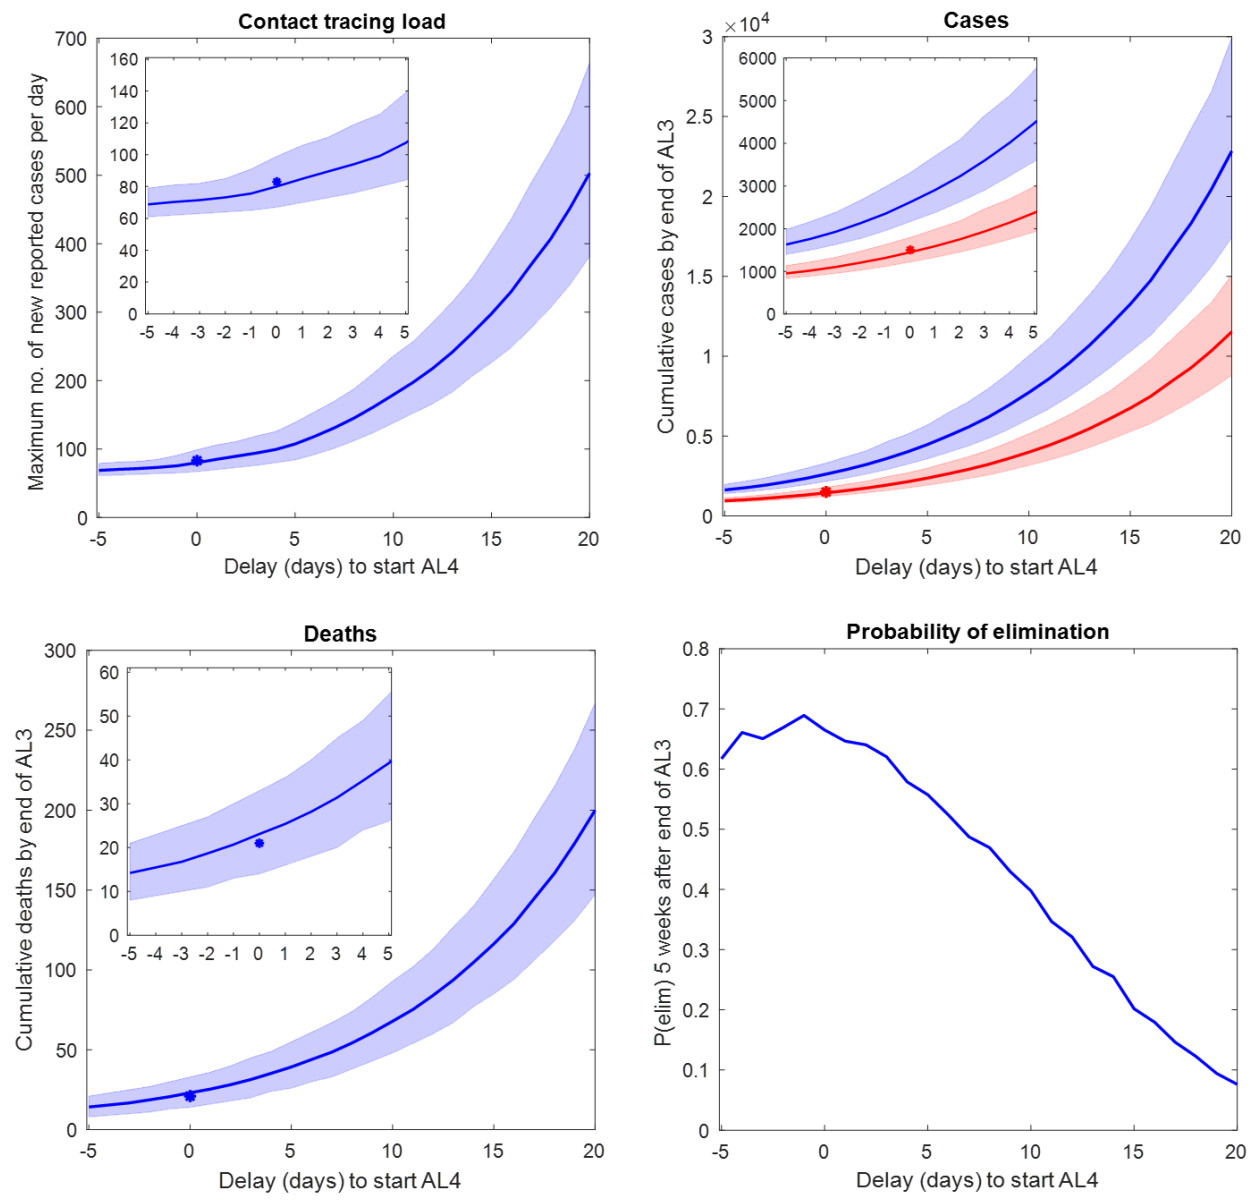 Contact tracing load
Maximum no. of new reported cases per day
700
600
500
400
300
200
100
0
-5 0 5 10 15 20
Delay (days) to start AL4
160
140
120
100
80
60
40
20
0
-5 -4 -3 -2 -1 0 1 2 3 4 5
Cases
×10⁴
Cumulative cases by end of AL3
3
2.5
2
1.5
1
0.5
0
-5 0 5 10 15 20
Delay (days) to start AL4
6000
5000
4000
3000
2000
1000
0
-5 -4 -3 -2 -1 0 1 2 3 4 5
Deaths
Cumulative deaths by end of AL3
300
250
200
150
100
50
0
-5 0 5 10 15 20
Delay (days) to start AL4
60
50
40
30
20
10
0
-5 -4 -3 -2 -1 0 1 2 3 4 5
Probability of elimination
P(elim) 5 weeks after end of AL3
0.8
0.7
0.6
0.5
0.4
0.3
0.2
0.1
0
-5 0 5 10 15 20
Delay (days) to start AL4